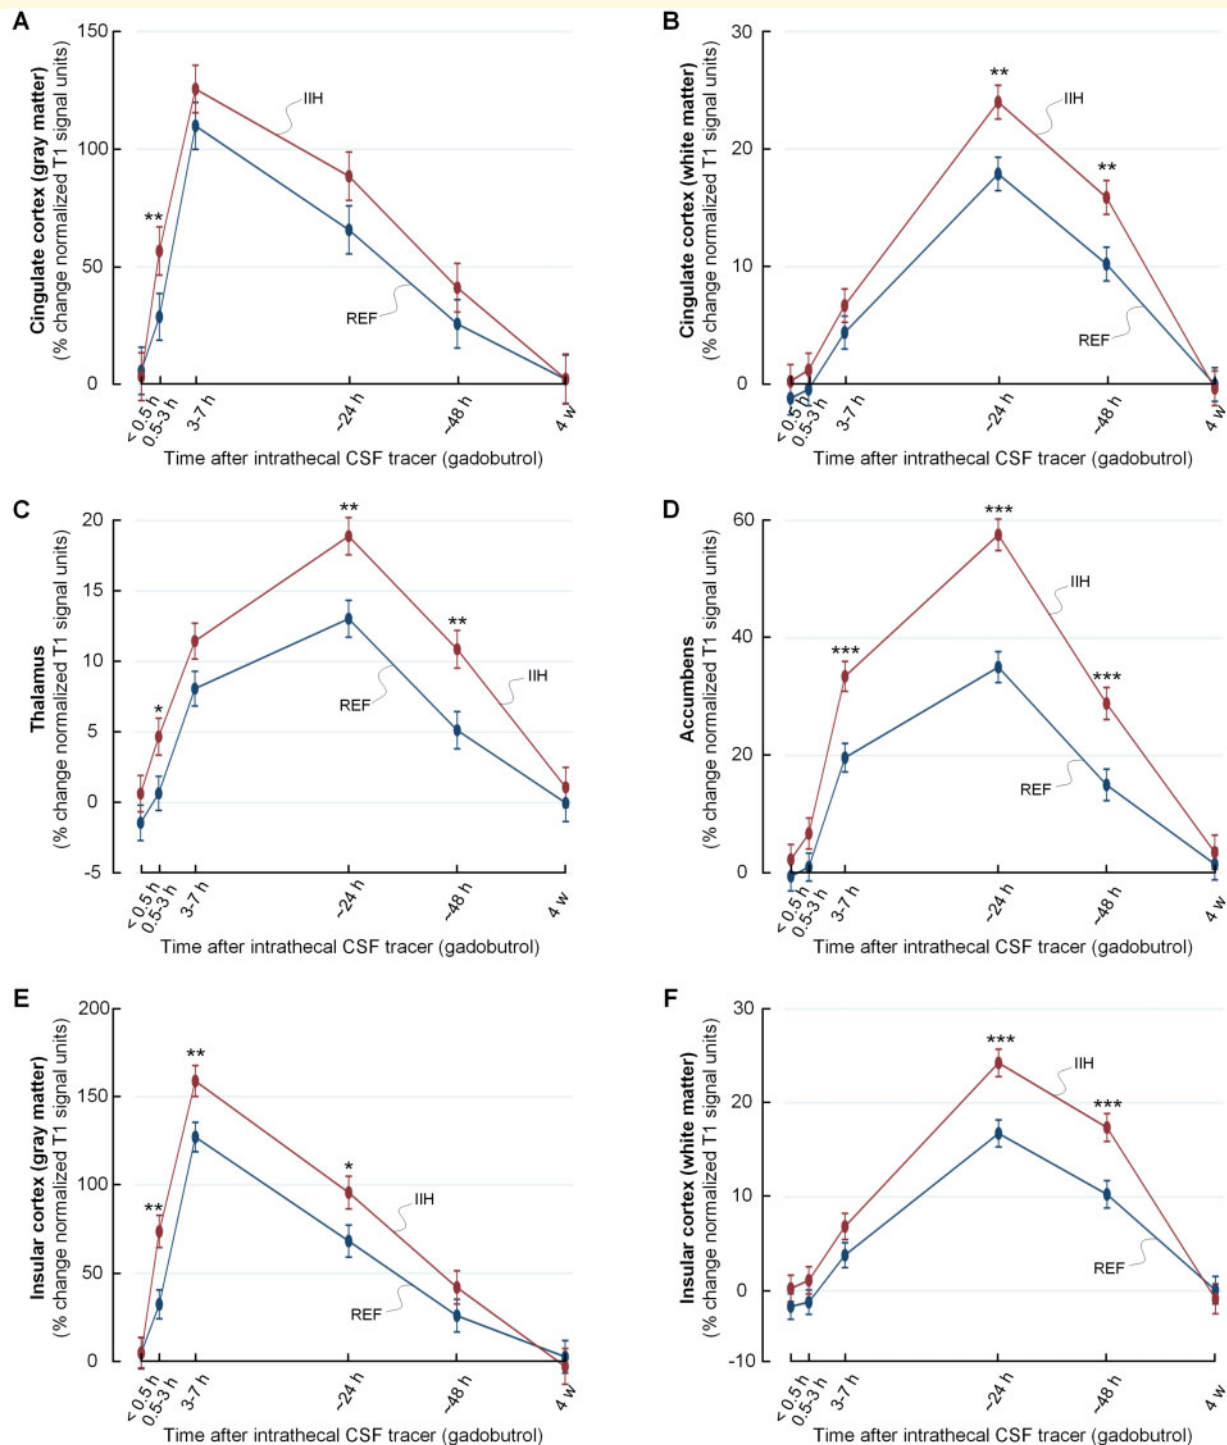 A
Cingulate cortex (gray matter)
(% change normalized T1 signal units)
150
100
50
0
**
IIH
REF
< 0.5 h
0.5-3 h
3-7 h
~24 h
~48 h
4 w
Time after intrathecal CSF tracer (gadobutrol)
B
Cingulate cortex (white matter)
(% change normalized T1 signal units)
30
20
10
0
**
**
IIH
REF
< 0.5 h
0.5-3 h
3-7 h
~24 h
~48 h
4 w
Time after intrathecal CSF tracer (gadobutrol)
C
Thalamus
(% change normalized T1 signal units)
20
15
10
5
0
-5
*
**
**
IIH
REF
< 0.5 h
0.5-3 h
3-7 h
~24 h
~48 h
4 w
Time after intrathecal CSF tracer (gadobutrol)
D
Accumbens
(% change normalized T1 signal units)
60
40
20
0
***
***
***
IIH
REF
< 0.5 h
0.5-3 h
3-7 h
~24 h
~48 h
4 w
Time after intrathecal CSF tracer (gadobutrol)
E
Insular cortex (gray matter)
(% change normalized T1 signal units)
200
150
100
50
0
**
**
*
IIH
REF
< 0.5 h
0.5-3 h
3-7 h
~24 h
~48 h
4 w
Time after intrathecal CSF tracer (gadobutrol)
F
Insular cortex (white matter)
(% change normalized T1 signal units)
30
20
10
0
-10
***
***
IIH
REF
< 0.5 h
0.5-3 h
3-7 h
~24 h
~48 h
4 w
Time after intrathecal CSF tracer (gadobutrol)